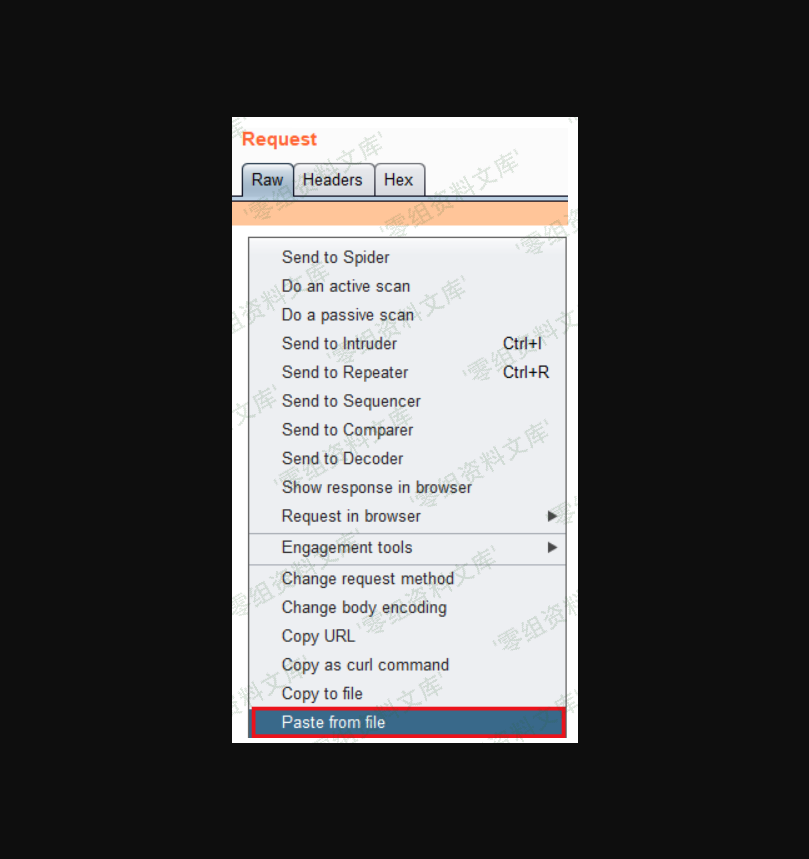 Request
Raw Headers Hex
Send to Spider
Do an active scan
Do a passive scan
Send to Intruder Ctrl+I
Send to Repeater Ctrl+R
Send to Sequencer
Send to Comparer
Send to Decoder
Show response in browser
Request in browser
Engagement tools
Change request method
Change body encoding
Copy URL
Copy as curl command
Copy to file
Paste from file
'零组资料文库'